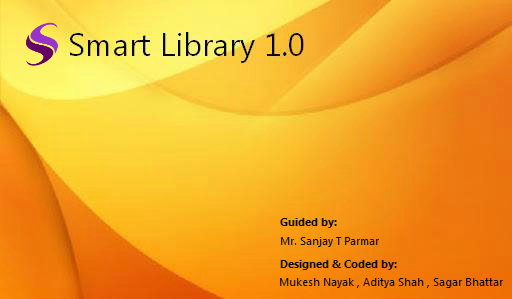 Smart Library 1.0
Guided by:
Mr. Sanjay T Parmar
Designed & Coded by:
Mukesh Nayak , Aditya Shah , Sagar Bhattar